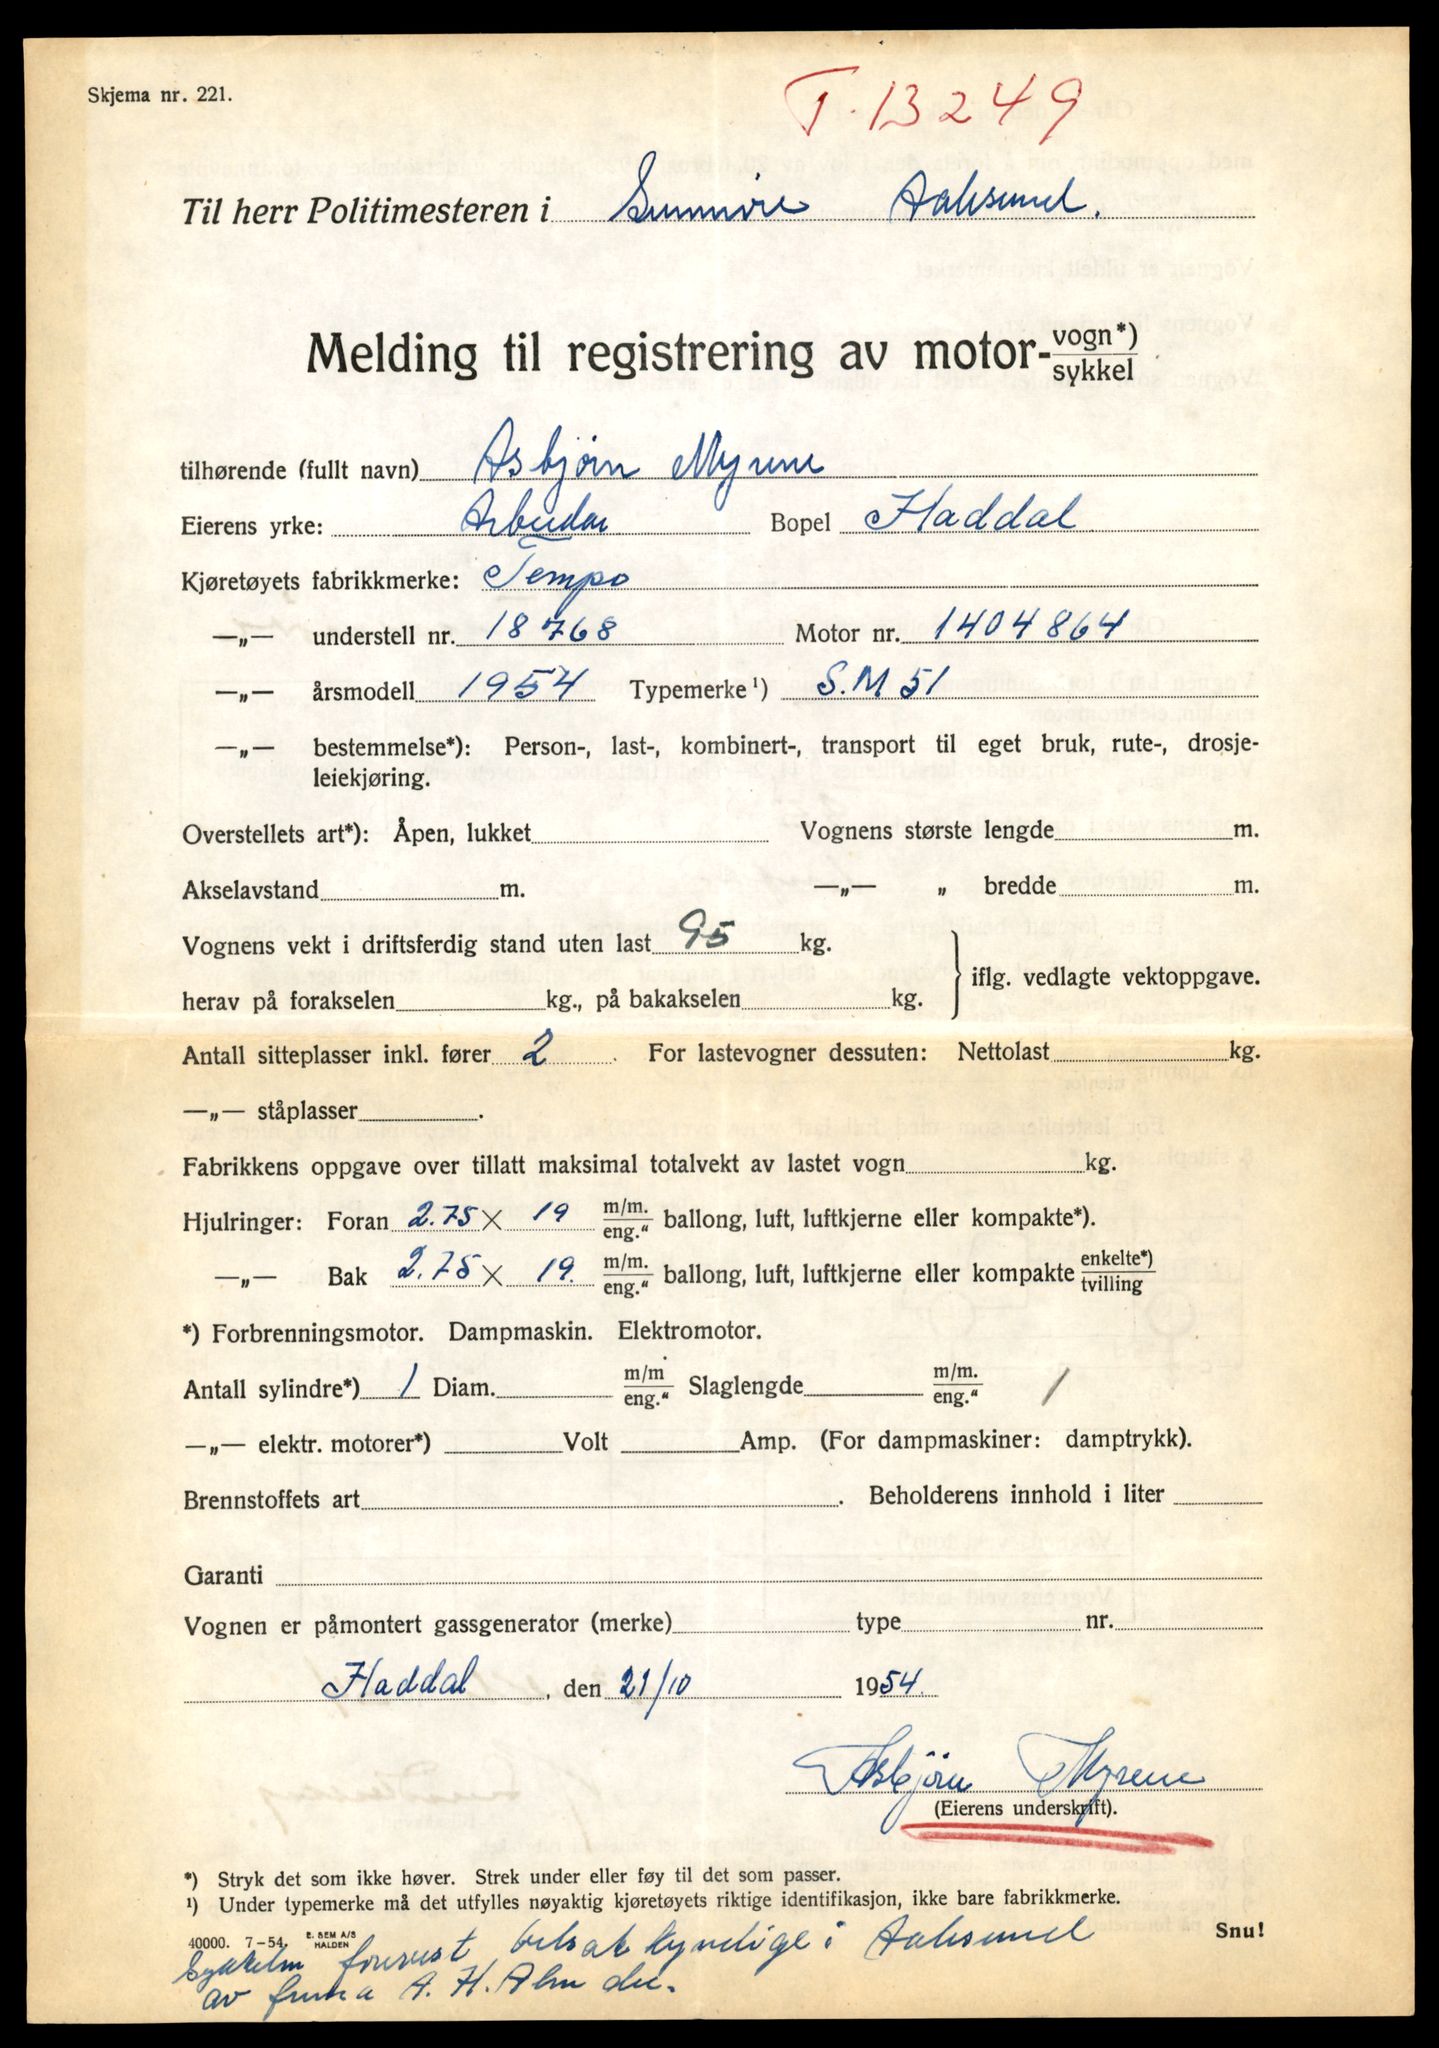 Skjema nr. 221.
T-13249
Til herr Politimesteren i Sunnmøre Aalesund.
Melding til registrering av motor-vogn*)
sykkel
tilhørende (fullt navn) Asbjørn Myrene
Eierens yrke: Arbeider Bopel Haddal
Kjøretøyets fabrikkmerke: Tempo
—„— understell nr. 18768 Motor nr. 1404864
—„— årsmodell 1954 Typemerke ¹) S.M 51
—„— bestemmelse*): Person-, last-, kombinert-, transport til eget bruk, rute-, drosje-
leiekjøring.
Overstellets art*): Åpen, lukket Vognens største lengde m.
Akselavstand m. —„— „ bredde m.
Vognens vekt i driftsferdig stand uten last 95 kg.
iflg. vedlagte vektoppgave.
herav på forakselen kg., på bakakselen kg.
Antall sitteplasser inkl. fører 2. For lastevogner dessuten: Nettolast kg.
—„— ståplasser.
Fabrikkens oppgave over tillatt maksimal totalvekt av lastet vogn kg.
Hjulringer: Foran 2.75 × 19 m/m. eng." ballong, luft, luftkjerne eller kompakte*).
—„— Bak 2.75 × 19. m/m. eng." ballong, luft, luftkjerne eller kompakte enkelte*) tvilling
*) Forbrenningsmotor. Dampmaskin. Elektromotor.
Antall sylindre*) 1 Diam. m/m eng." Slaglengde m/m. eng." 1
—„— elektr. motorer*) Volt Amp. (For dampmaskiner: damptrykk).
Brennstoffets art. Beholderens innhold i liter
Garanti
Vognen er påmontert gassgenerator (merke) type nr.
Haddal, den 21/10 1954.
Asbjørn Myrene
(Eierens underskrift).
*) Stryk det som ikke høver. Strek under eller føy til det som passer.
¹) Under typemerke må det utfylles nøyaktig kjøretøyets riktige identifikasjon, ikke bare fabrikkmerke.
40000. 7-54. E. SEM A/S HALDEN
Snu!
Sykkelen forevist sakkyndige i Aalesund
av firma A. H.